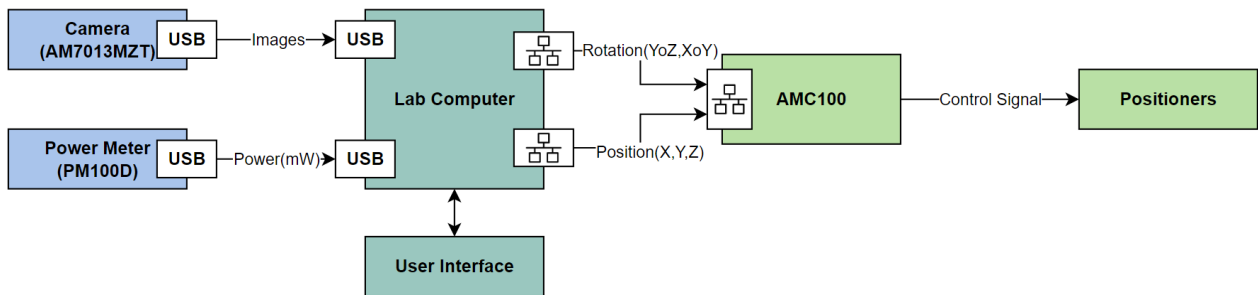 Camera
(AM7013MZT)
USB
Images
USB
Rotation(YoZ,XoY)
Lab Computer
AMC100
Control Signal
Positioners
Power Meter
(PM100D)
USB
Power(mW)
USB
Position(X,Y,Z)
User Interface